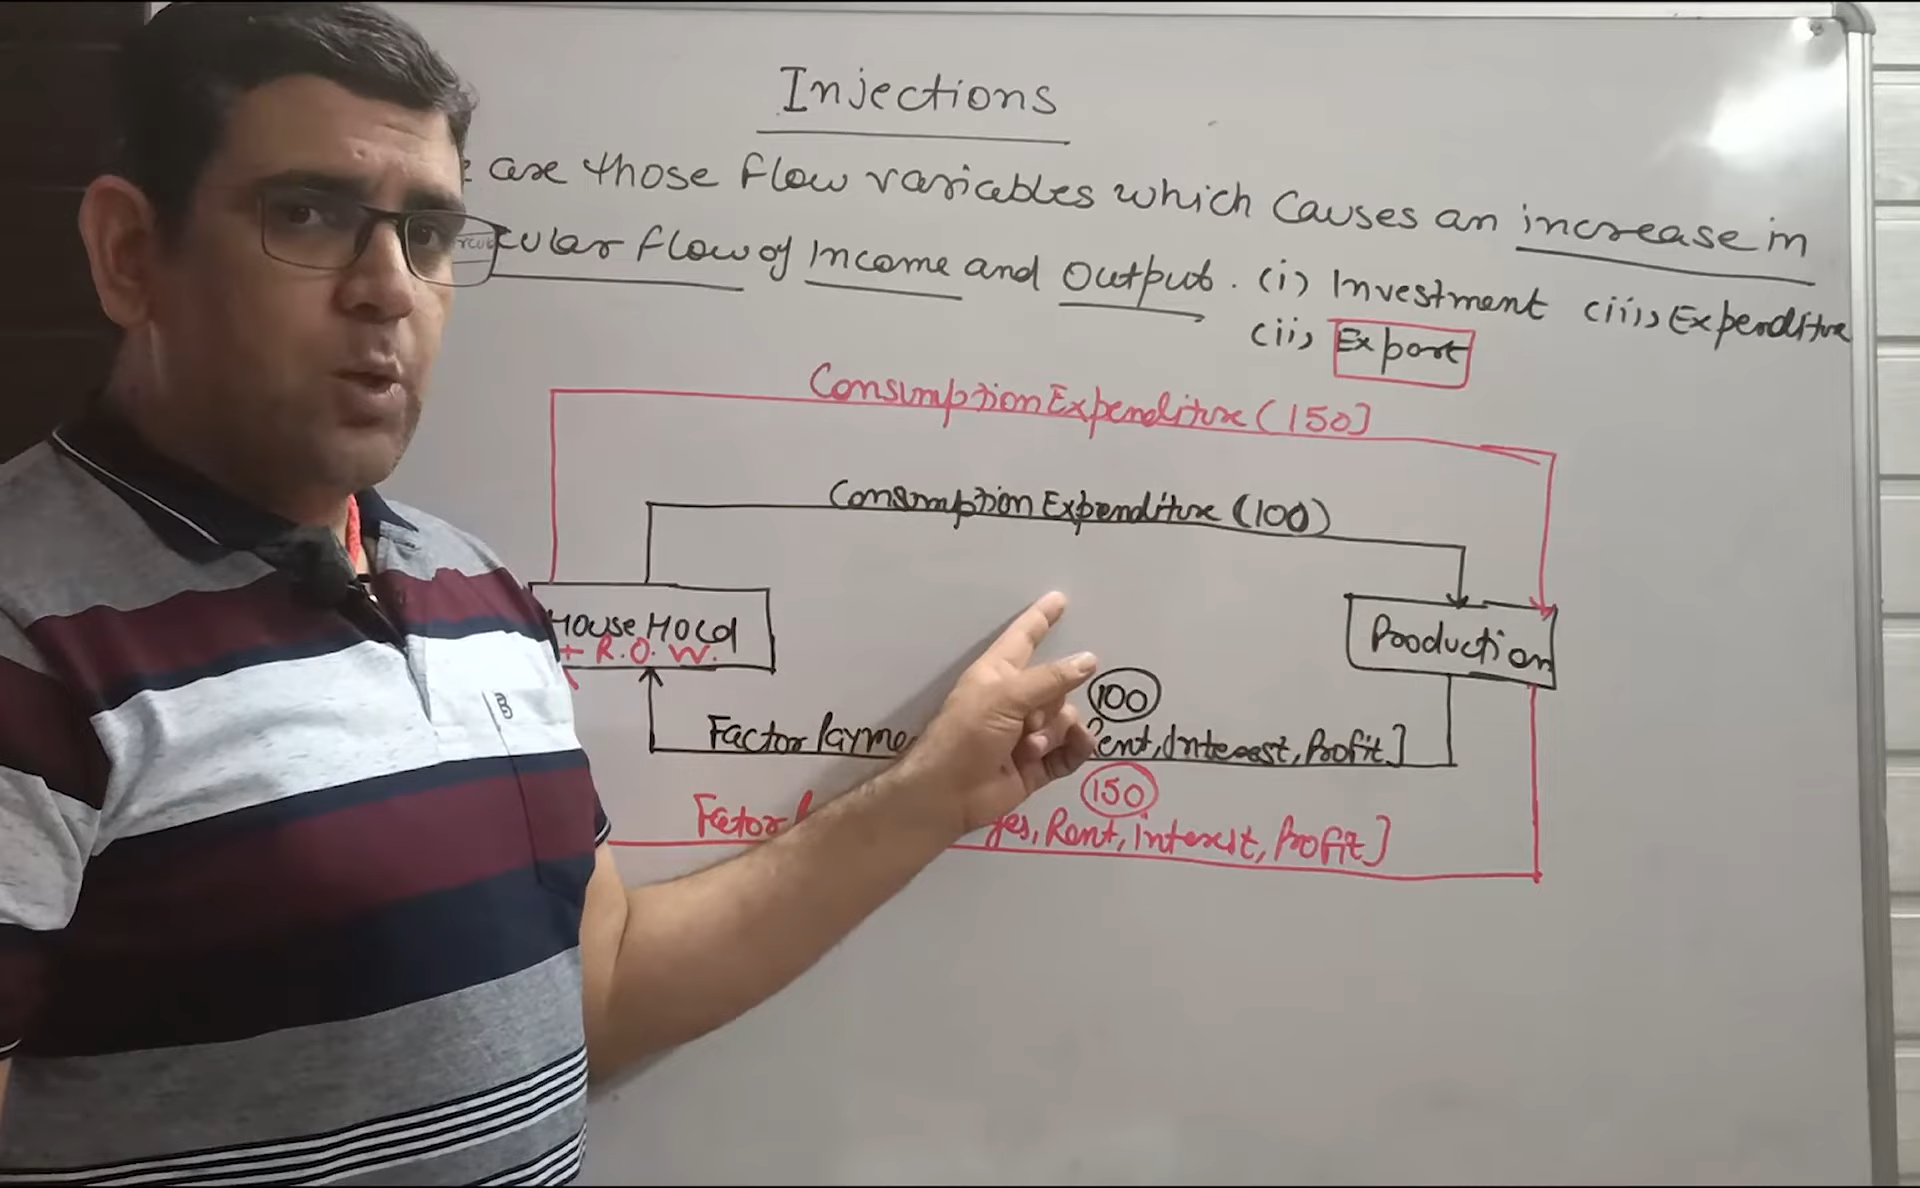 Injections
are those flow variables which causes an increase in
cular flow of Income and Output. (i) Investment (iii) Expenditure
(ii) Export
Consumption Expenditure (150]
Consumption Expenditure (100)
House Hold
+ R.O.W.
Production
100
Factor Payme Rent, Interest, Profit]
150
Factor ges, Rent, interest, Profit]
B